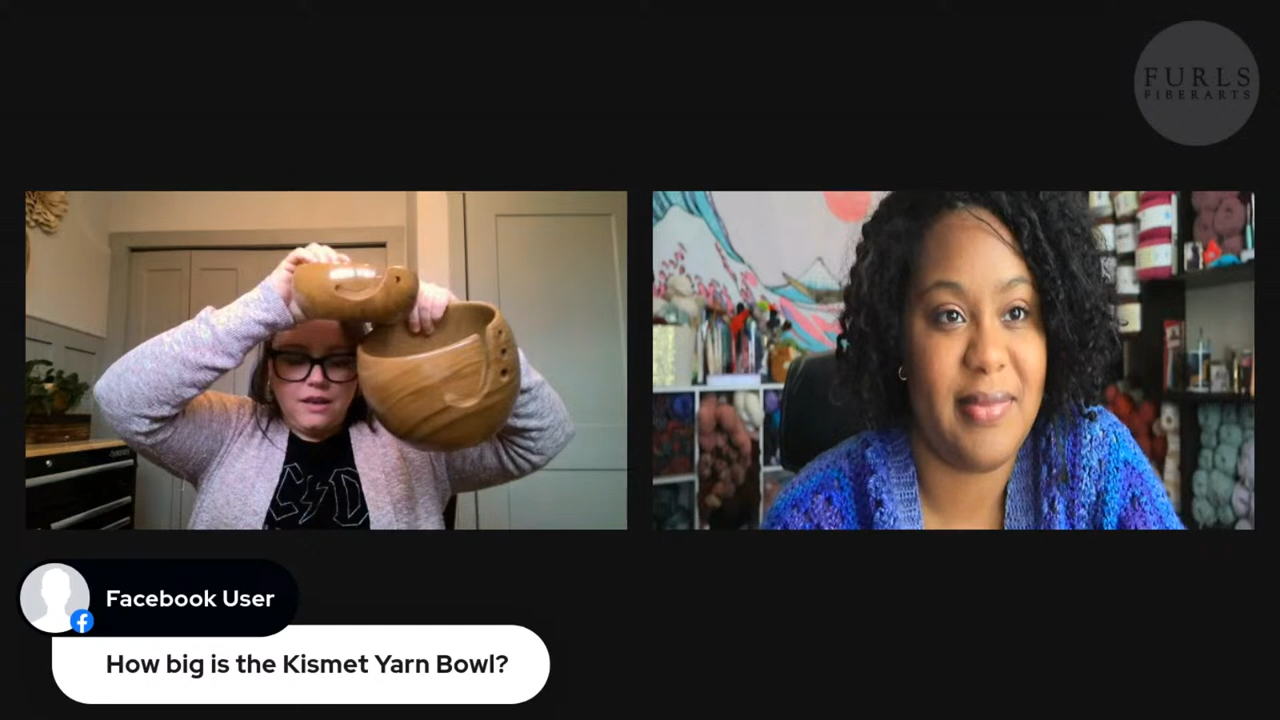 FURLS
FIBERARTS
C⚡D
Facebook User
How big is the Kismet Yarn Bowl?